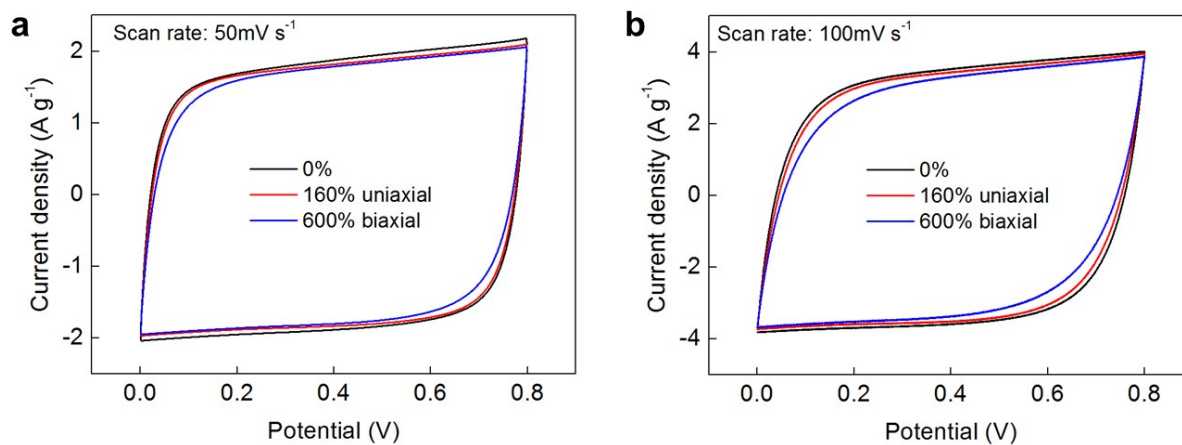 a
Scan rate: 50mV s⁻¹
Current density (A g⁻¹)
2
1
0
-1
-2
0%
160% uniaxial
600% biaxial
0.0 0.2 0.4 0.6 0.8
Potential (V)
b
Scan rate: 100mV s⁻¹
Current density (A g⁻¹)
4
2
0
-2
-4
0%
160% uniaxial
600% biaxial
0.0 0.2 0.4 0.6 0.8
Potential (V)